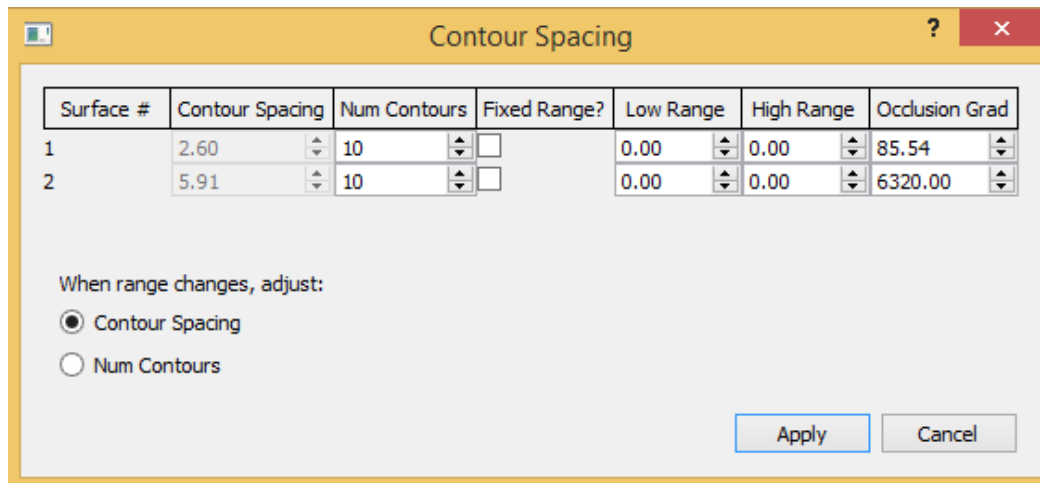 Contour Spacing
?
Surface # Contour Spacing Num Contours Fixed Range? Low Range High Range Occlusion Grad
1 2.60 10 0.00 0.00 85.54
2 5.91 10 0.00 0.00 6320.00
When range changes, adjust:
Contour Spacing
Num Contours
Apply Cancel